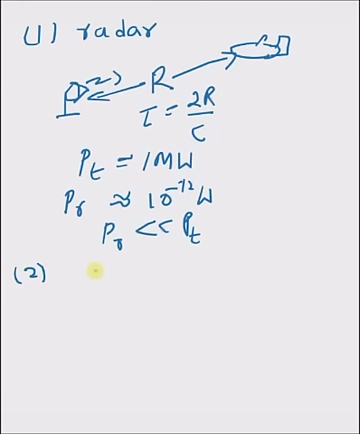 (1) radar
R
τ = 2R/c
Pt = 1MW
Pr ≈ 10^-12 W
Pr << Pt
(2)